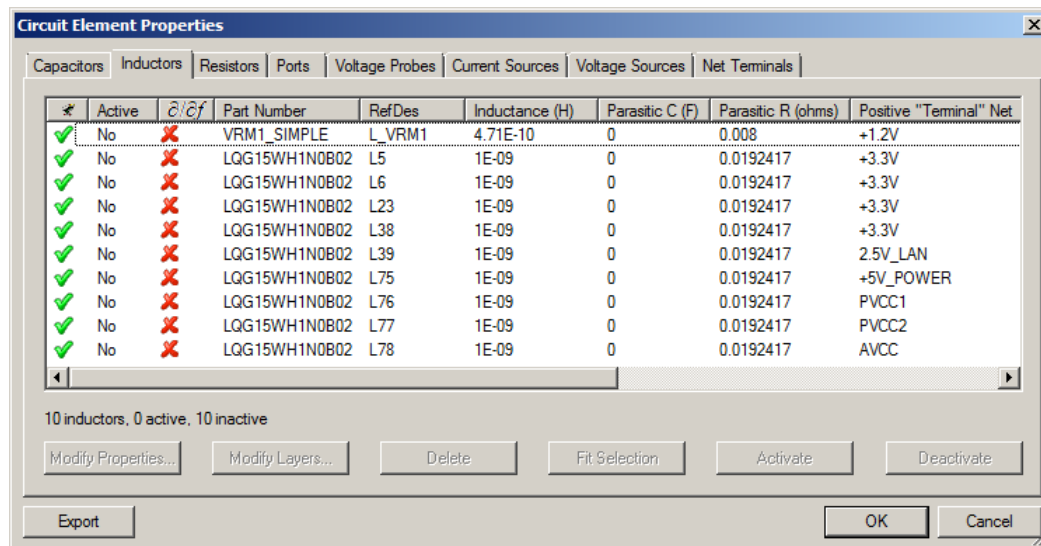 Circuit Element Properties
Capacitors Inductors Resistors Ports Voltage Probes Current Sources Voltage Sources Net Terminals
Active ∂/∂f Part Number RefDes Inductance (H) Parasitic C (F) Parasitic R (ohms) Positive "Terminal" Net
No VRM1_SIMPLE L_VRM1 4.71E-10 0 0.008 +1.2V
No LQG15WH1N0B02 L5 1E-09 0 0.0192417 +3.3V
No LQG15WH1N0B02 L6 1E-09 0 0.0192417 +3.3V
No LQG15WH1N0B02 L23 1E-09 0 0.0192417 +3.3V
No LQG15WH1N0B02 L38 1E-09 0 0.0192417 +3.3V
No LQG15WH1N0B02 L39 1E-09 0 0.0192417 2.5V_LAN
No LQG15WH1N0B02 L75 1E-09 0 0.0192417 +5V_POWER
No LQG15WH1N0B02 L76 1E-09 0 0.0192417 PVCC1
No LQG15WH1N0B02 L77 1E-09 0 0.0192417 PVCC2
No LQG15WH1N0B02 L78 1E-09 0 0.0192417 AVCC
10 inductors, 0 active, 10 inactive
Modify Properties... Modify Layers... Delete Fit Selection Activate Deactivate
Export OK Cancel